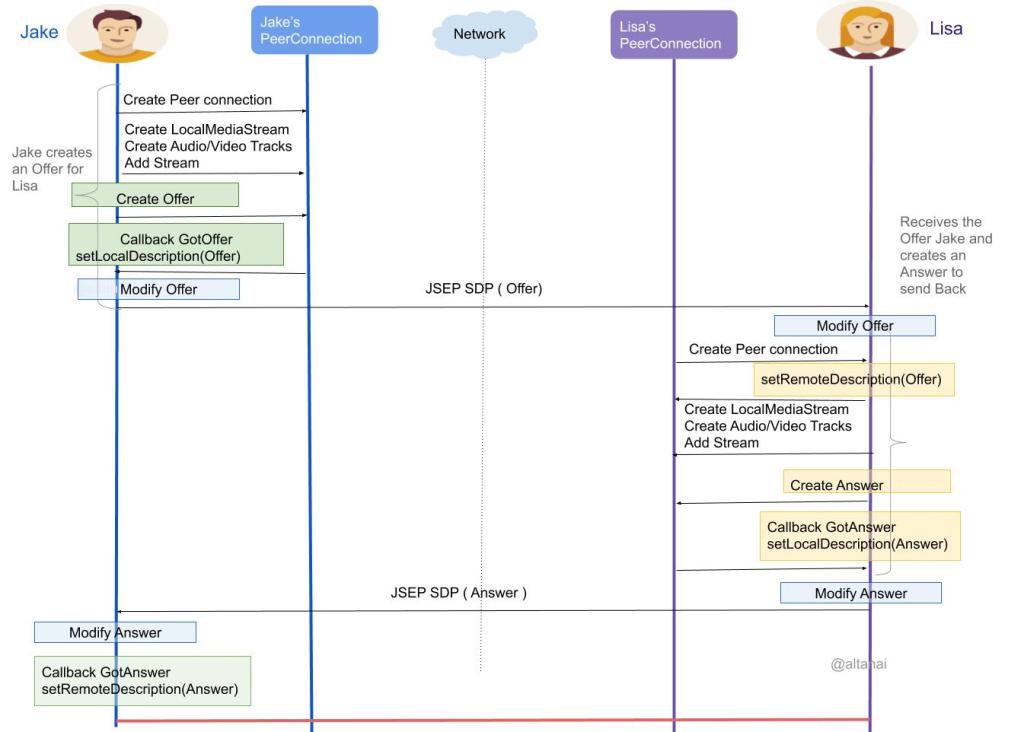 Jake
Jake's
PeerConnection
Network
Lisa's
PeerConnection
Lisa
Create Peer connection
Create LocalMediaStream
Create Audio/Video Tracks
Add Stream
Jake creates
an Offer for
Lisa
Create Offer
Callback GotOffer
setLocalDescription(Offer)
Modify Offer
JSEP SDP ( Offer)
Receives the
Offer Jake and
creates an
Answer to
send Back
Modify Offer
Create Peer connection
setRemoteDescription(Offer)
Create LocalMediaStream
Create Audio/Video Tracks
Add Stream
Create Answer
Callback GotAnswer
setLocalDescription(Answer)
JSEP SDP ( Answer )
Modify Answer
Modify Answer
Callback GotAnswer
setRemoteDescription(Answer)
@altanai